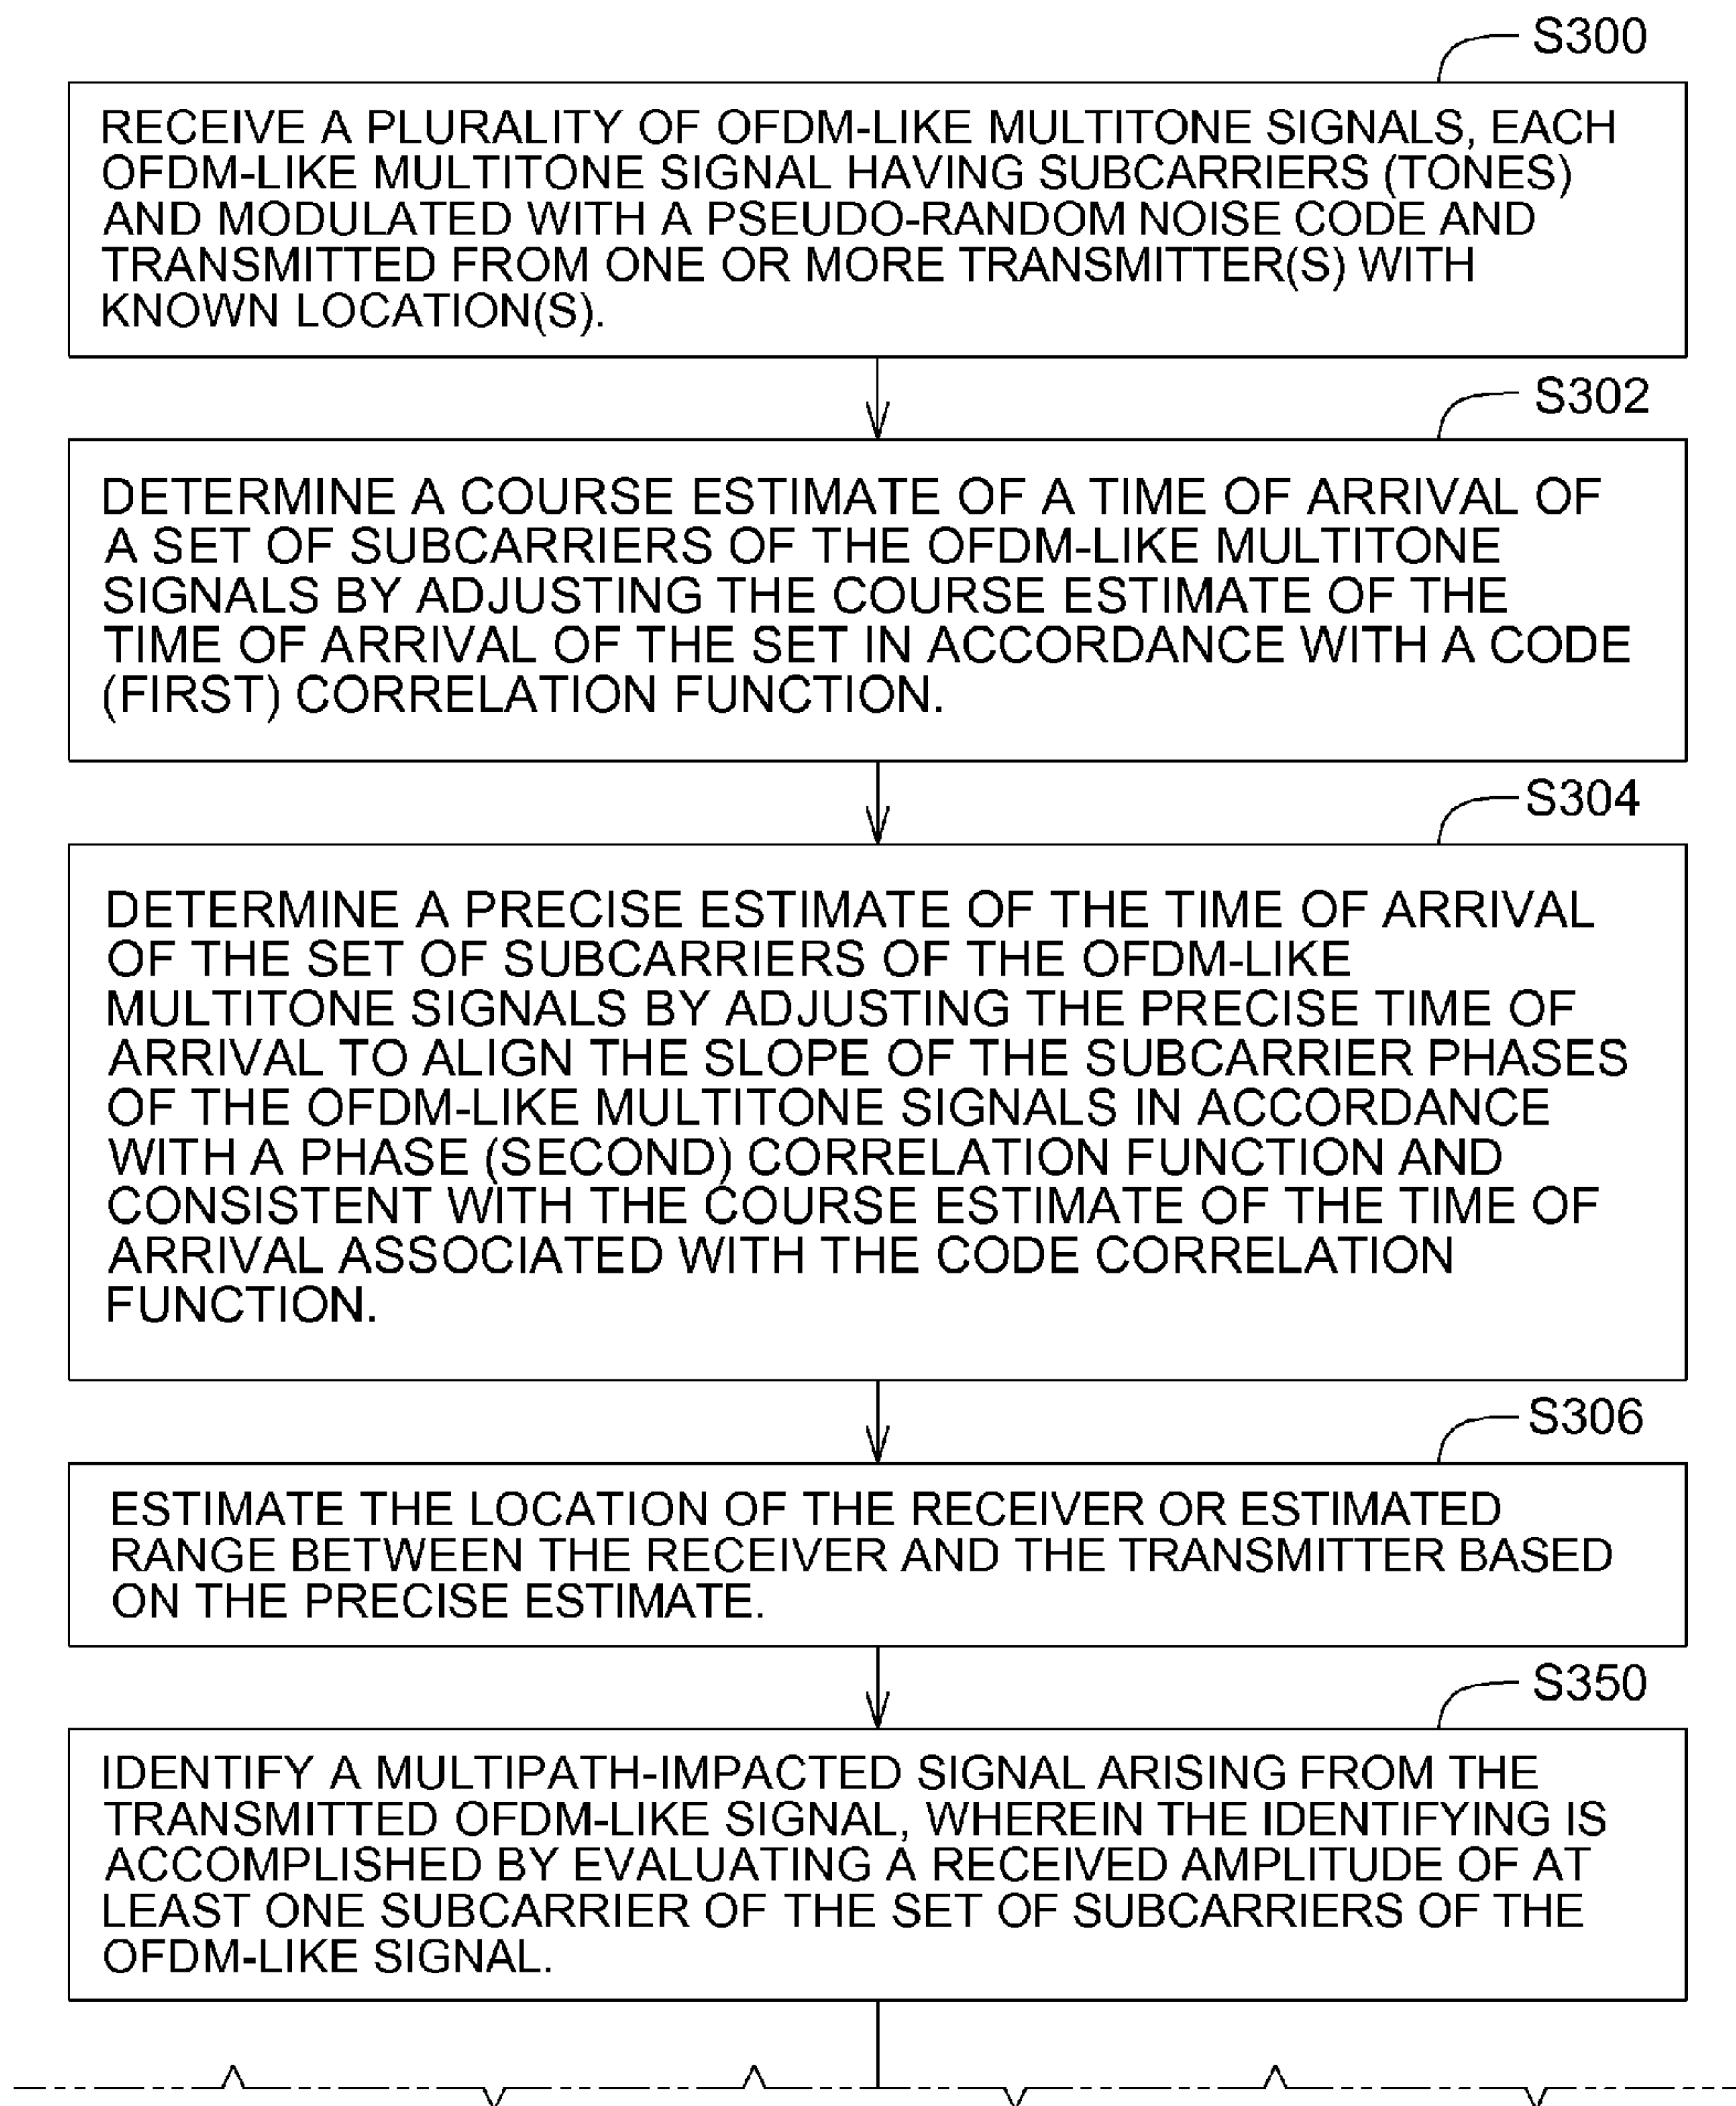 S300
RECEIVE A PLURALITY OF OFDM-LIKE MULTITONE SIGNALS, EACH
OFDM-LIKE MULTITONE SIGNAL HAVING SUBCARRIERS (TONES)
AND MODULATED WITH A PSEUDO-RANDOM NOISE CODE AND
TRANSMITTED FROM ONE OR MORE TRANSMITTER(S) WITH
KNOWN LOCATION(S).
S302
DETERMINE A COURSE ESTIMATE OF A TIME OF ARRIVAL OF
A SET OF SUBCARRIERS OF THE OFDM-LIKE MULTITONE
SIGNALS BY ADJUSTING THE COURSE ESTIMATE OF THE
TIME OF ARRIVAL OF THE SET IN ACCORDANCE WITH A CODE
(FIRST) CORRELATION FUNCTION.
S304
DETERMINE A PRECISE ESTIMATE OF THE TIME OF ARRIVAL
OF THE SET OF SUBCARRIERS OF THE OFDM-LIKE
MULTITONE SIGNALS BY ADJUSTING THE PRECISE TIME OF
ARRIVAL TO ALIGN THE SLOPE OF THE SUBCARRIER PHASES
OF THE OFDM-LIKE MULTITONE SIGNALS IN ACCORDANCE
WITH A PHASE (SECOND) CORRELATION FUNCTION AND
CONSISTENT WITH THE COURSE ESTIMATE OF THE TIME OF
ARRIVAL ASSOCIATED WITH THE CODE CORRELATION
FUNCTION.
S306
ESTIMATE THE LOCATION OF THE RECEIVER OR ESTIMATED
RANGE BETWEEN THE RECEIVER AND THE TRANSMITTER BASED
ON THE PRECISE ESTIMATE.
S350
IDENTIFY A MULTIPATH-IMPACTED SIGNAL ARISING FROM THE
TRANSMITTED OFDM-LIKE SIGNAL, WHEREIN THE IDENTIFYING IS
ACCOMPLISHED BY EVALUATING A RECEIVED AMPLITUDE OF AT
LEAST ONE SUBCARRIER OF THE SET OF SUBCARRIERS OF THE
OFDM-LIKE SIGNAL.